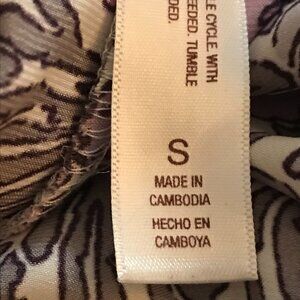 LE CYCLE. WITH
EEDED. TUMBLE
DED.
S
MADE IN
CAMBODIA
HECHO EN
CAMBOYA